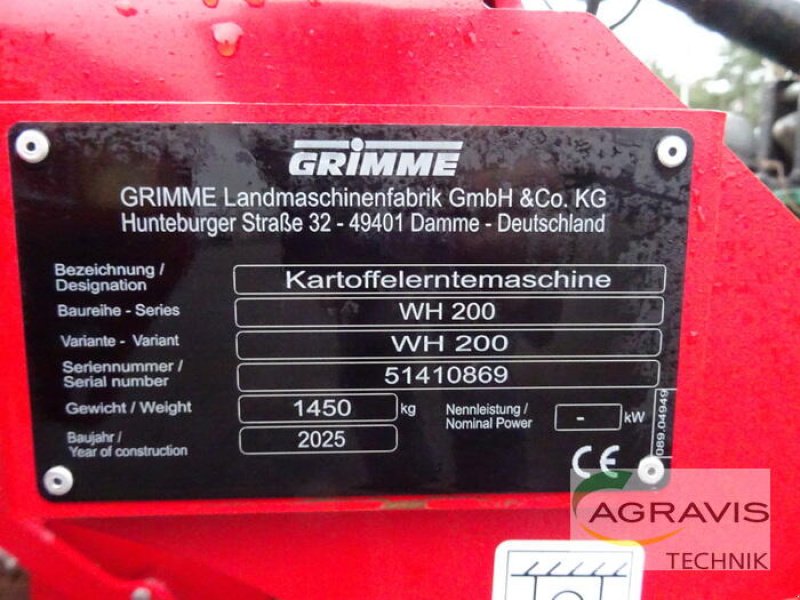 GRIMME
GRIMME Landmaschinenfabrik GmbH &Co. KG
Hunteburger Straße 32 - 49401 Damme - Deutschland
Bezeichnung / Designation Kartoffelerntemaschine
Baureihe - Series WH 200
Variante - Variant WH 200
Seriennummer / Serial number 51410869
Gewicht / Weight 1450 kg
Nennleistung / Nominal Power - kW
Baujahr / Year of construction 2025
CE
089.04949
AGRAVIS
TECHNIK